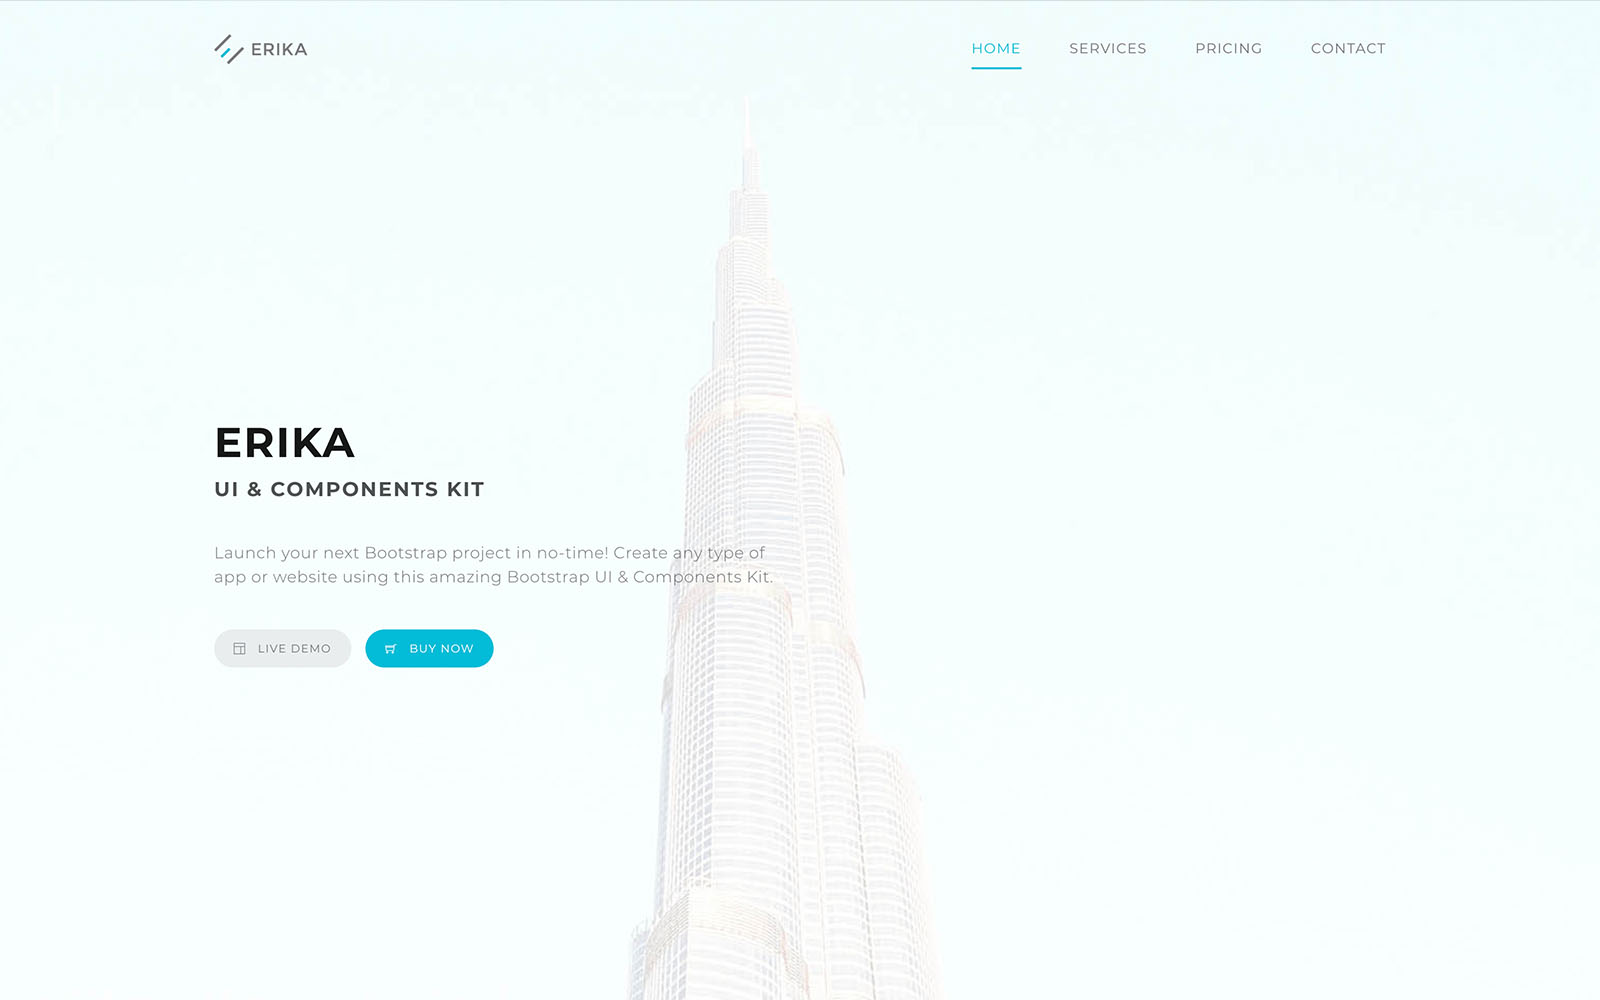 ERIKA
HOME SERVICES PRICING CONTACT
ERIKA
UI & COMPONENTS KIT
Launch your next Bootstrap project in no-time! Create any type of
app or website using this amazing Bootstrap UI & Components Kit.
LIVE DEMO BUY NOW